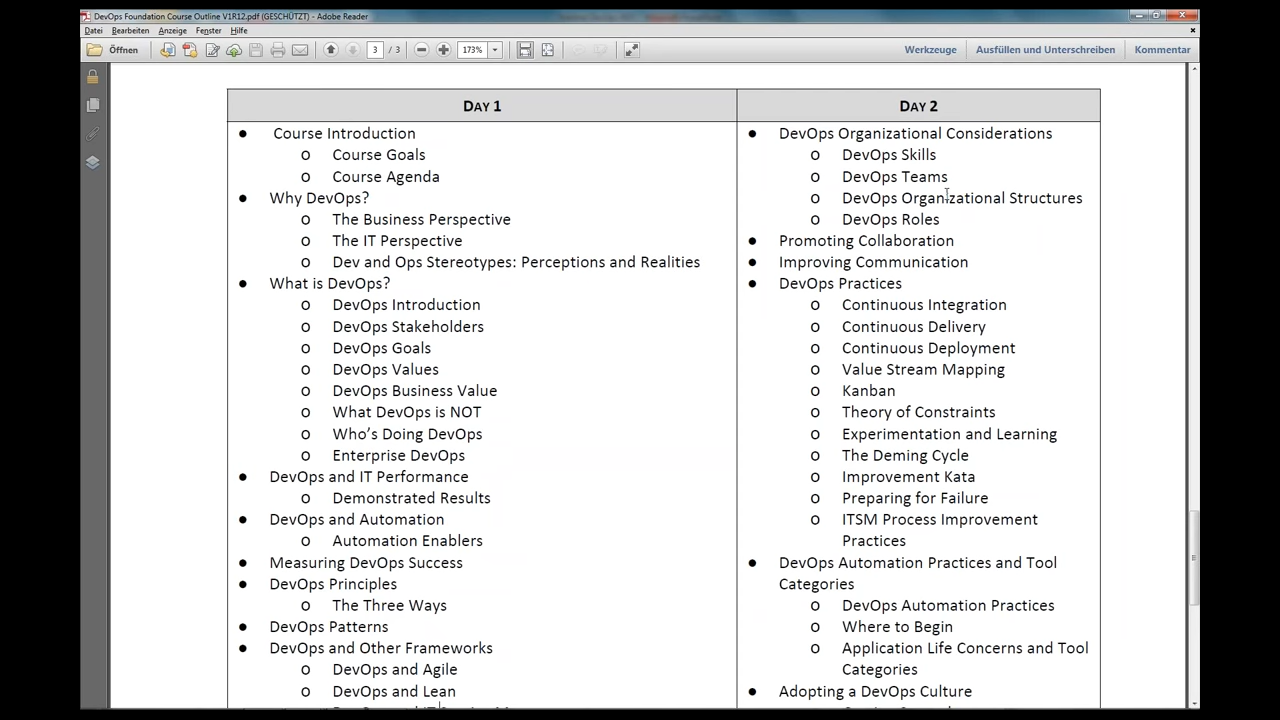 DevOps Foundation Course Outline V1R12.pdf (GESCHÜTZT) - Adobe Reader
Datei Bearbeiten Anzeige Fenster Hilfe
Öffnen 3 / 3 173% Werkzeuge Ausfüllen und Unterschreiben Kommentar
DAY 1
● Course Introduction
o Course Goals
o Course Agenda
● Why DevOps?
o The Business Perspective
o The IT Perspective
o Dev and Ops Stereotypes: Perceptions and Realities
● What is DevOps?
o DevOps Introduction
o DevOps Stakeholders
o DevOps Goals
o DevOps Values
o DevOps Business Value
o What DevOps is NOT
o Who's Doing DevOps
o Enterprise DevOps
● DevOps and IT Performance
o Demonstrated Results
● DevOps and Automation
o Automation Enablers
● Measuring DevOps Success
● DevOps Principles
o The Three Ways
● DevOps Patterns
● DevOps and Other Frameworks
o DevOps and Agile
o DevOps and Lean
DAY 2
● DevOps Organizational Considerations
o DevOps Skills
o DevOps Teams
o DevOps Organizational Structures
o DevOps Roles
● Promoting Collaboration
● Improving Communication
● DevOps Practices
o Continuous Integration
o Continuous Delivery
o Continuous Deployment
o Value Stream Mapping
o Kanban
o Theory of Constraints
o Experimentation and Learning
o The Deming Cycle
o Improvement Kata
o Preparing for Failure
o ITSM Process Improvement
Practices
● DevOps Automation Practices and Tool
Categories
o DevOps Automation Practices
o Where to Begin
o Application Life Concerns and Tool
Categories
● Adopting a DevOps Culture